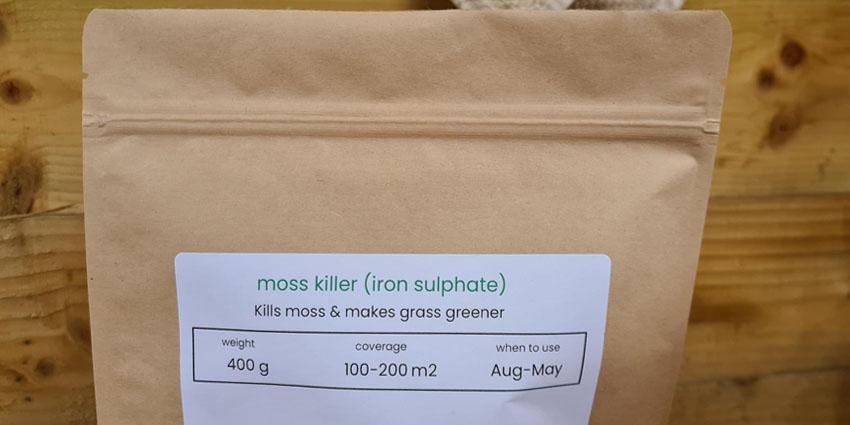 moss killer (iron sulphate)
Kills moss & makes grass greener
weight coverage when to use
400 g 100-200 m2 Aug-May